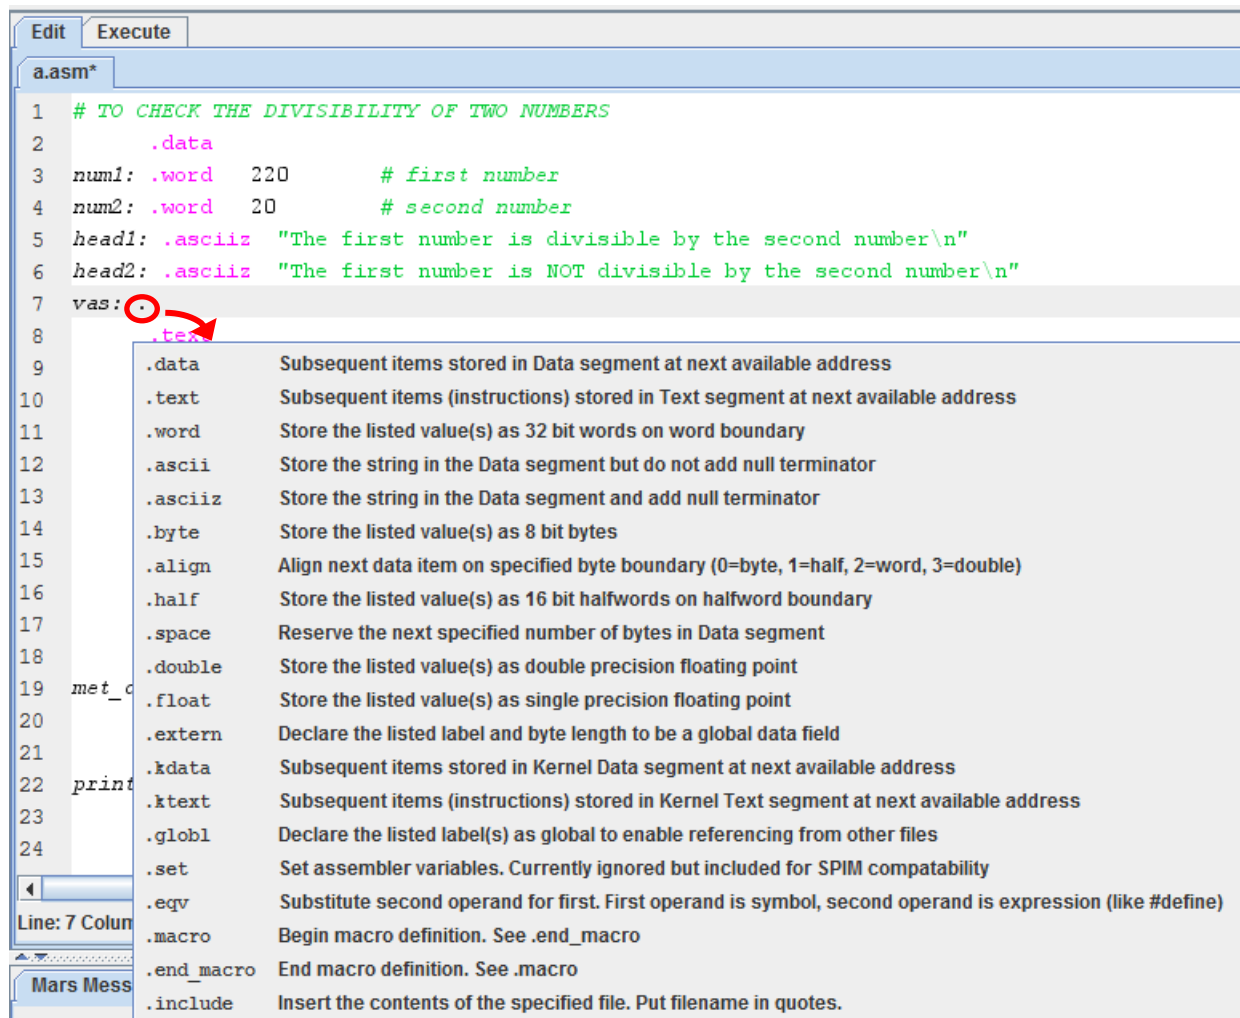 Edit Execute
a.asm*
1 # TO CHECK THE DIVISIBILITY OF TWO NUMBERS
2 .data
3 num1: .word 220 # first number
4 num2: .word 20 # second number
5 head1: .asciiz "The first number is divisible by the second number\n"
6 head2: .asciiz "The first number is NOT divisible by the second number\n"
7 vas: .
8 .text
9
10
11
12
13
14
15
16
17
18
19 met_
20
21
22 print
23
24
.data Subsequent items stored in Data segment at next available address
.text Subsequent items (instructions) stored in Text segment at next available address
.word Store the listed value(s) as 32 bit words on word boundary
.ascii Store the string in the Data segment but do not add null terminator
.asciiz Store the string in the Data segment and add null terminator
.byte Store the listed value(s) as 8 bit bytes
.align Align next data item on specified byte boundary (0=byte, 1=half, 2=word, 3=double)
.half Store the listed value(s) as 16 bit halfwords on halfword boundary
.space Reserve the next specified number of bytes in Data segment
.double Store the listed value(s) as double precision floating point
.float Store the listed value(s) as single precision floating point
.extern Declare the listed label and byte length to be a global data field
.kdata Subsequent items stored in Kernel Data segment at next available address
.ktext Subsequent items (instructions) stored in Kernel Text segment at next available address
.globl Declare the listed label(s) as global to enable referencing from other files
.set Set assembler variables. Currently ignored but included for SPIM compatability
.eqv Substitute second operand for first. First operand is symbol, second operand is expression (like #define)
.macro Begin macro definition. See .end_macro
.end_macro End macro definition. See .macro
.include Insert the contents of the specified file. Put filename in quotes.
Line: 7 Colum
Mars Mess